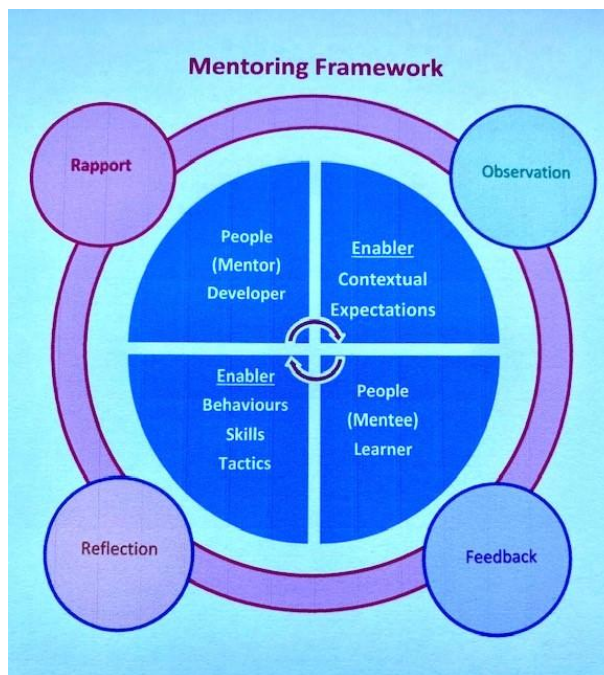 Mentoring Framework
Rapport
Observation
People
(Mentor)
Developer
Enabler
Contextual
Expectations
Enabler
Behaviours
Skills
Tactics
People
(Mentee)
Learner
Reflection
Feedback